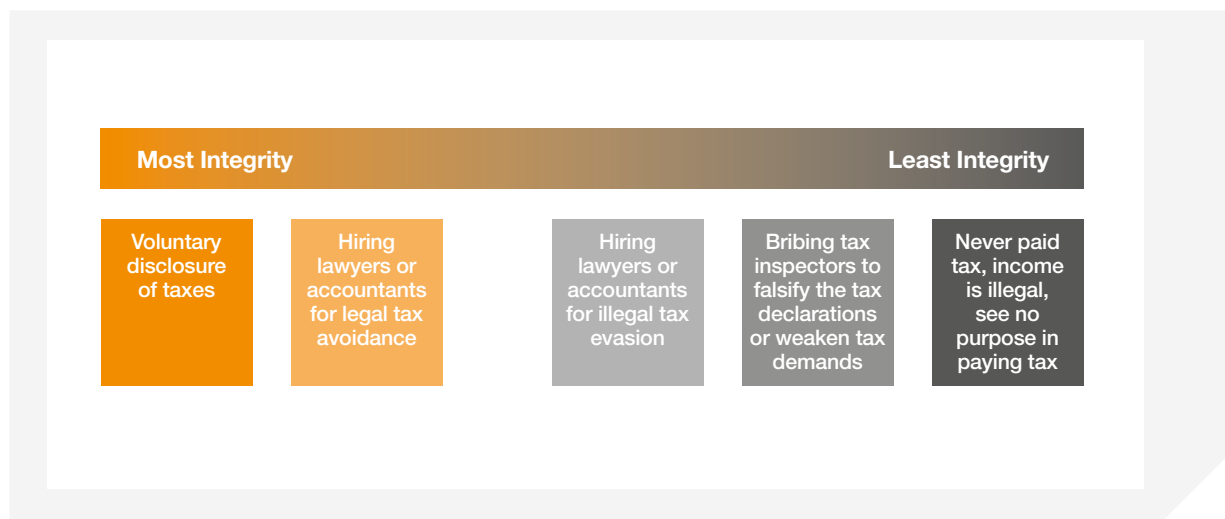 Most Integrity
Least Integrity
Voluntary
disclosure
of taxes
Hiring
lawyers or
accountants
for legal tax
avoidance
Hiring
lawyers or
accountants
for illegal tax
evasion
Bribing tax
inspectors to
falsify the tax
declarations
or weaken tax
demands
Never paid
tax, income
is illegal,
see no
purpose in
paying tax